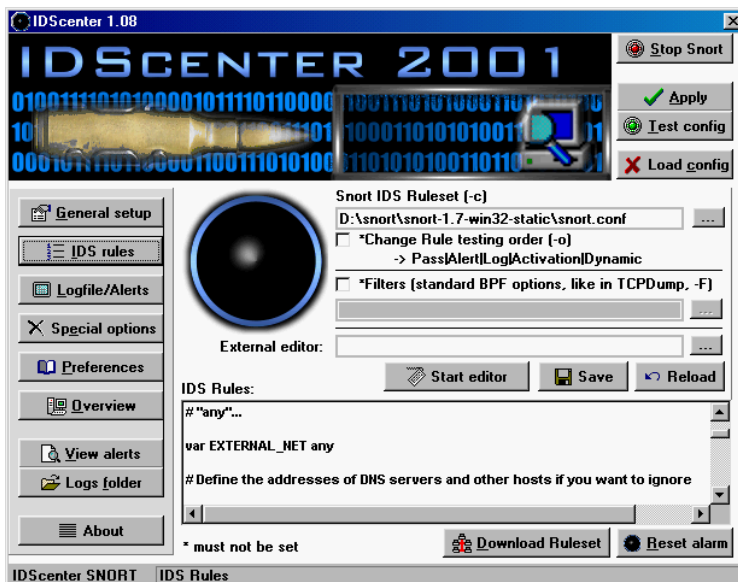 IDScenter 1.08
IDSCENTER 2001
Stop Snort
Apply
Test config
Load config
General setup
IDS rules
Logfile/Alerts
Special options
Preferences
Overview
View alerts
Logs folder
About
Snort IDS Ruleset (-c)
D:\snort\snort-1.7-win32-static\snort.conf
...
*Change Rule testing order (-o)
-> Pass|Alert|Log|Activation|Dynamic
*Filters (standard BPF options, like in TCPDump, -F)
...
External editor:
...
Start editor
Save
Reload
IDS Rules:
# "any"...
var EXTERNAL_NET any
# Define the addresses of DNS servers and other hosts if you want to ignore
* must not be set
Download Ruleset
Reset alarm
IDScenter SNORT
IDS Rules